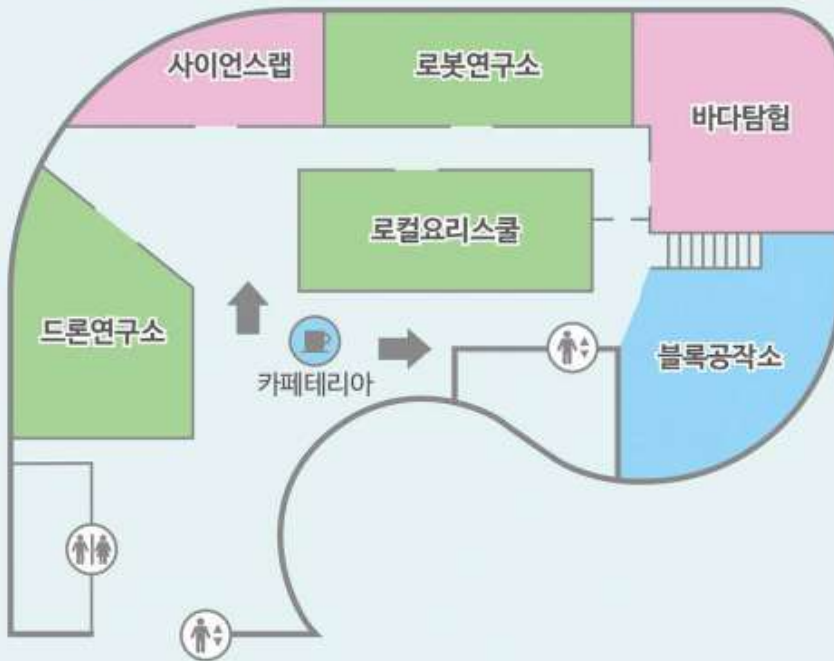 사이언스랩
로봇연구소
바다탐험
로컬요리스쿨
드론연구소
카페테리아
블록공작소